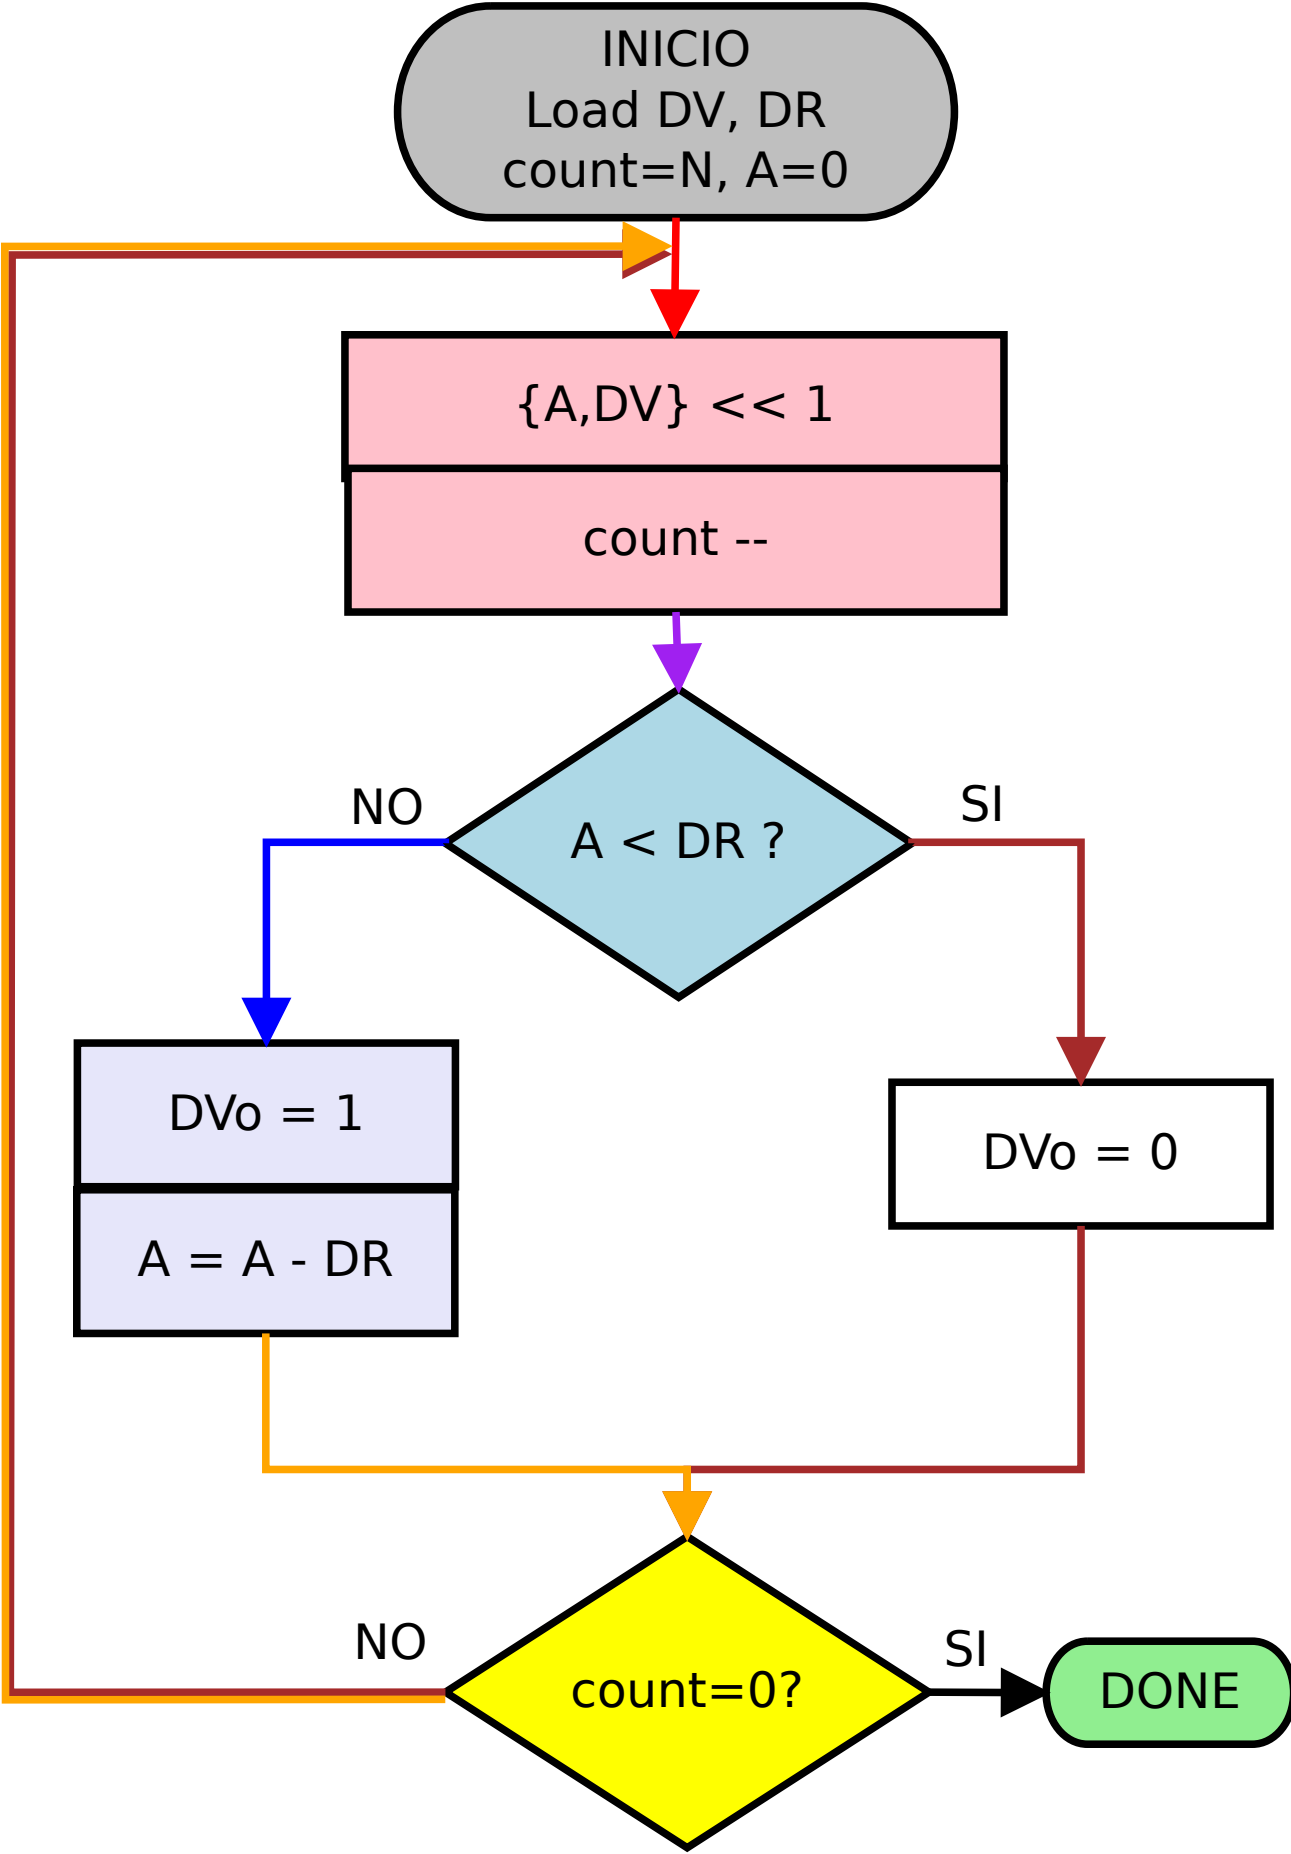 INICIO
Load DV, DR
count=N, A=0
{A,DV} << 1
count --
NO
SI
A < DR ?
DVo = 1
DVo = 0
A = A - DR
NO
SI
count=0?
DONE